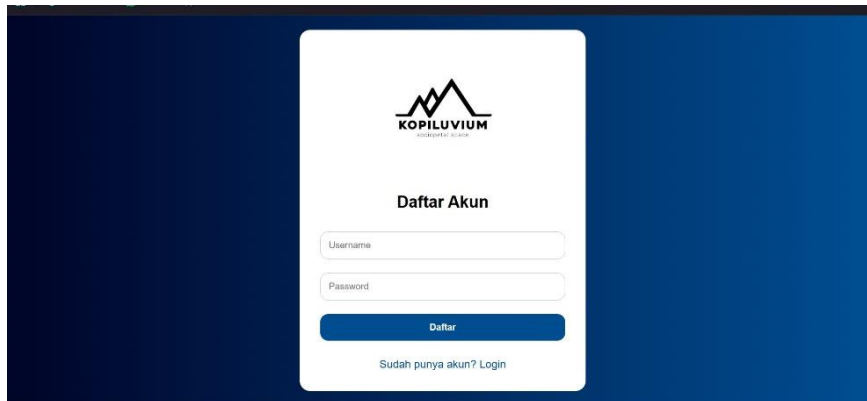 KOPILUVIUM
Daftar Akun
Username
Password
Daftar
Sudah punya akun? Login